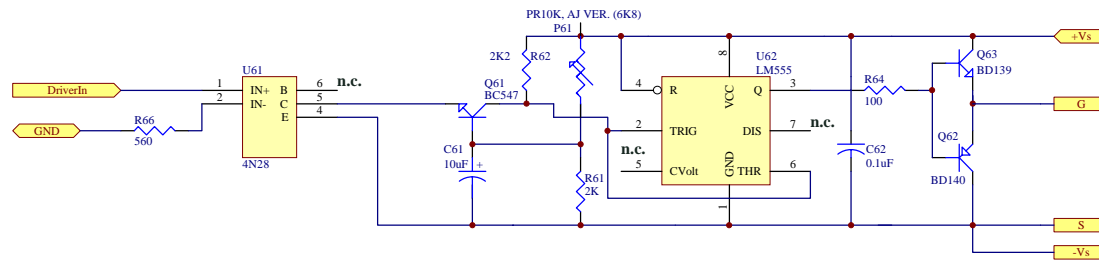 PR10K, AJ VER. (6K8)
P61
2K2
R62
+Vs
Q63
BD139
U62
LM555
U61
n.c.
Q61
BC547
DriverIn
1
IN+
B
6
2
IN-
C
5
E
4
8
VCC
4
R
Q
3
R64
100
G
GND
R66
560
4N28
2
TRIG
DIS
7
n.c.
n.c.
5
CVolt
GND
THR
6
C61
10uF
+
C62
0.1uF
Q62
BD140
R61
2K
1
S
-Vs